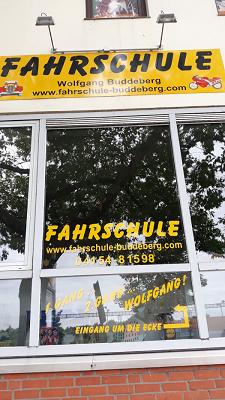 FAHRSCHULE
Wolfgang Buddeberg
www.fahrschule-buddeberg.com
FAHRSCHULE
www.fahrschule-buddeberg.com
04154-81598
1 GANG... 2 GANG... WOLFGANG!
EINGANG UM DIE ECKE